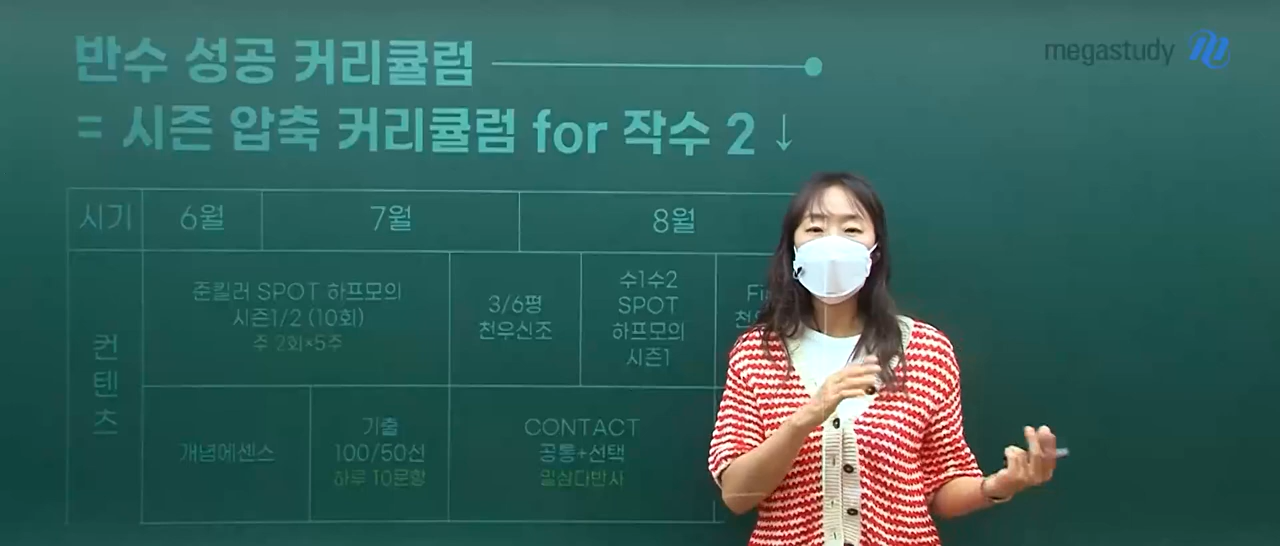 반수 성공 커리큘럼
megastudy
= 시즌 압축 커리큘럼 for 작수 2↓
시기
6월
7월
8월
컨텐츠
준킬러 SPOT 하프모의
시즌1/2 (10회)
주 2회×5주
3/6평
천우신조
수1수2
SPOT
하프모의
시즌1
개념에센스
기출
100/50선
하루 10문항
CONTACT
공통+선택
밀삼다반사